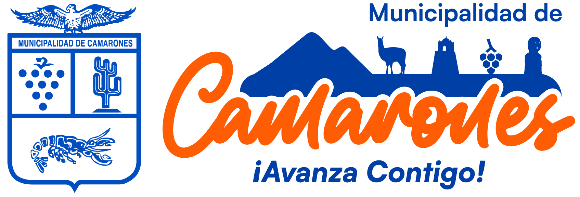 MUNICIPALIDAD DE CAMARONES
Municipalidad de
Camarones
¡Avanza Contigo!